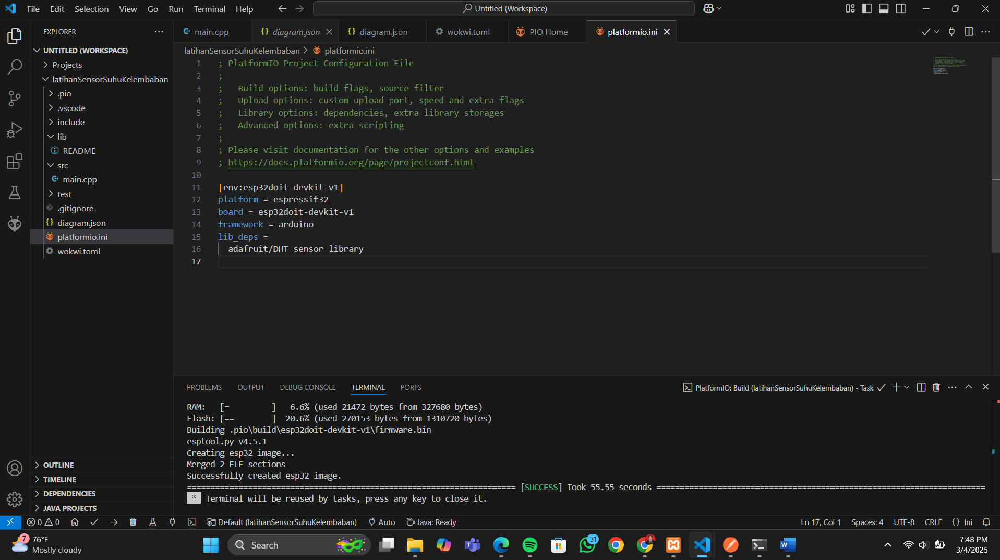 File Edit Selection View Go Run Terminal Help
Untitled (Workspace)
EXPLORER
main.cpp
diagram.json
diagram.json
wokwi.toml
PIO Home
platformio.ini
UNTITLED (WORKSPACE)
Projects
latihanSensorSuhuKelembaban
.pio
.vscode
include
lib
README
src
main.cpp
test
.gitignore
diagram.json
platformio.ini
wokwi.toml
OUTLINE
TIMELINE
DEPENDENCIES
JAVA PROJECTS
latihanSensorSuhuKelembaban > platformio.ini
1 ; PlatformIO Project Configuration File
2 ;
3 ;   Build options: build flags, source filter
4 ;   Upload options: custom upload port, speed and extra flags
5 ;   Library options: dependencies, extra library storages
6 ;   Advanced options: extra scripting
7 ;
8 ; Please visit documentation for the other options and examples
9 ; https://docs.platformio.org/page/projectconf.html
10
11 [env:esp32doit-devkit-v1]
12 platform = espressif32
13 board = esp32doit-devkit-v1
14 framework = arduino
15 lib_deps =
16   adafruit/DHT sensor library
17
PROBLEMS OUTPUT DEBUG CONSOLE TERMINAL PORTS
PlatformIO: Build (latihanSensorSuhuKelembaban) - Task
RAM:   [=         ]   6.6% (used 21472 bytes from 327680 bytes)
Flash: [==        ]  20.6% (used 270153 bytes from 1310720 bytes)
Building .pio\build\esp32doit-devkit-v1\firmware.bin
esptool.py v4.5.1
Creating esp32 image...
Merged 2 ELF sections
Successfully created esp32 image.
====================================================================== [SUCCESS] Took 55.55 seconds ======================================================================
* Terminal will be reused by tasks, press any key to close it.
0 0 Default (latihanSensorSuhuKelembaban) Auto Java: Ready
Ln 17, Col 1 Spaces: 4 UTF-8 CRLF {} Ini
7
76°F
Mostly cloudy
Search
31
7:48 PM
3/4/2025